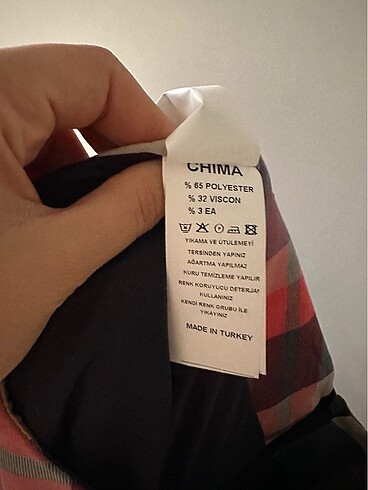 CHIMA
% 65 POLYESTER
% 32 VISCON
% 3 EA
YIKAMA VE ÜTÜLEMEYİ
TERSİNDEN YAPINIZ
AĞARTMA YAPILMAZ
KURU TEMİZLEME YAPILIR
RENK KORUYUCU DETERJAN
KULLANINIZ
KENDİ RENK GRUBU İLE
YIKAYINIZ
MADE IN TURKEY